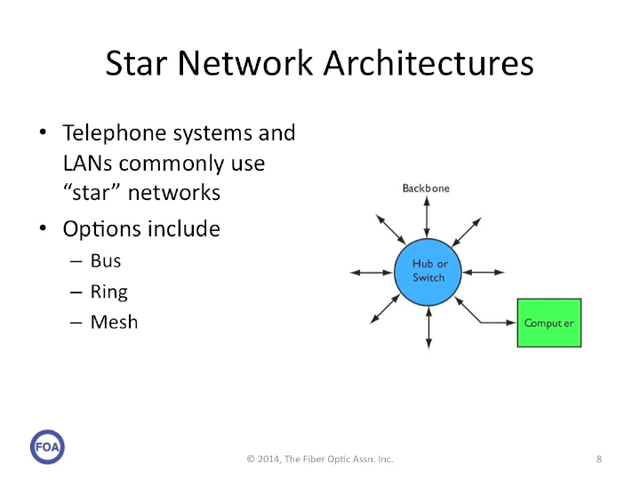 Star Network Architectures
• Telephone systems and
LANs commonly use
“star” networks
• Options include
– Bus
– Ring
– Mesh
Backbone
Hub or
Switch
Computer
FOA
© 2014, The Fiber Optic Assn. Inc.
8